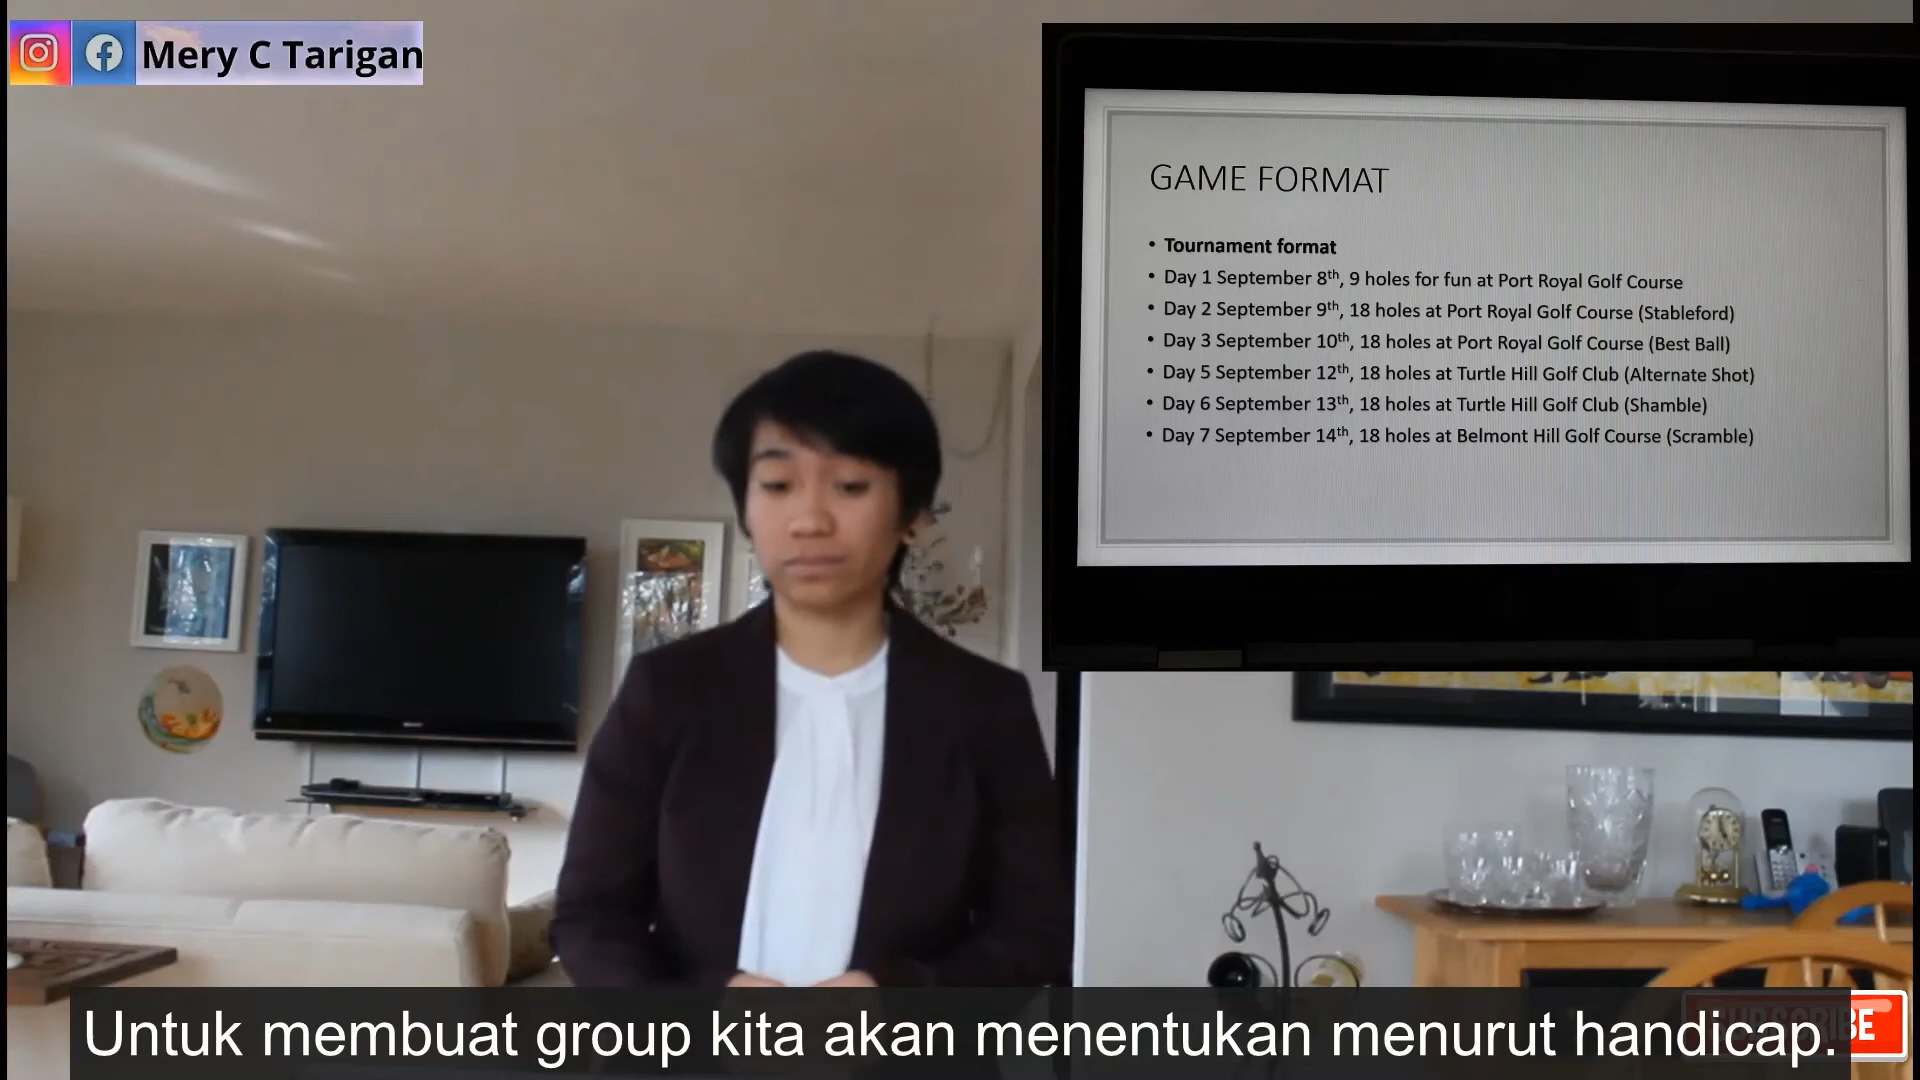 Mery C Tarigan
GAME FORMAT
• Tournament format
• Day 1 September 8th, 9 holes for fun at Port Royal Golf Course
• Day 2 September 9th, 18 holes at Port Royal Golf Course (Stableford)
• Day 3 September 10th, 18 holes at Port Royal Golf Course (Best Ball)
• Day 5 September 12th, 18 holes at Turtle Hill Golf Club (Alternate Shot)
• Day 6 September 13th, 18 holes at Turtle Hill Golf Club (Shamble)
• Day 7 September 14th, 18 holes at Belmont Hill Golf Course (Scramble)
Untuk membuat group kita akan menentukan menurut handicap.
SUBSCRIBE